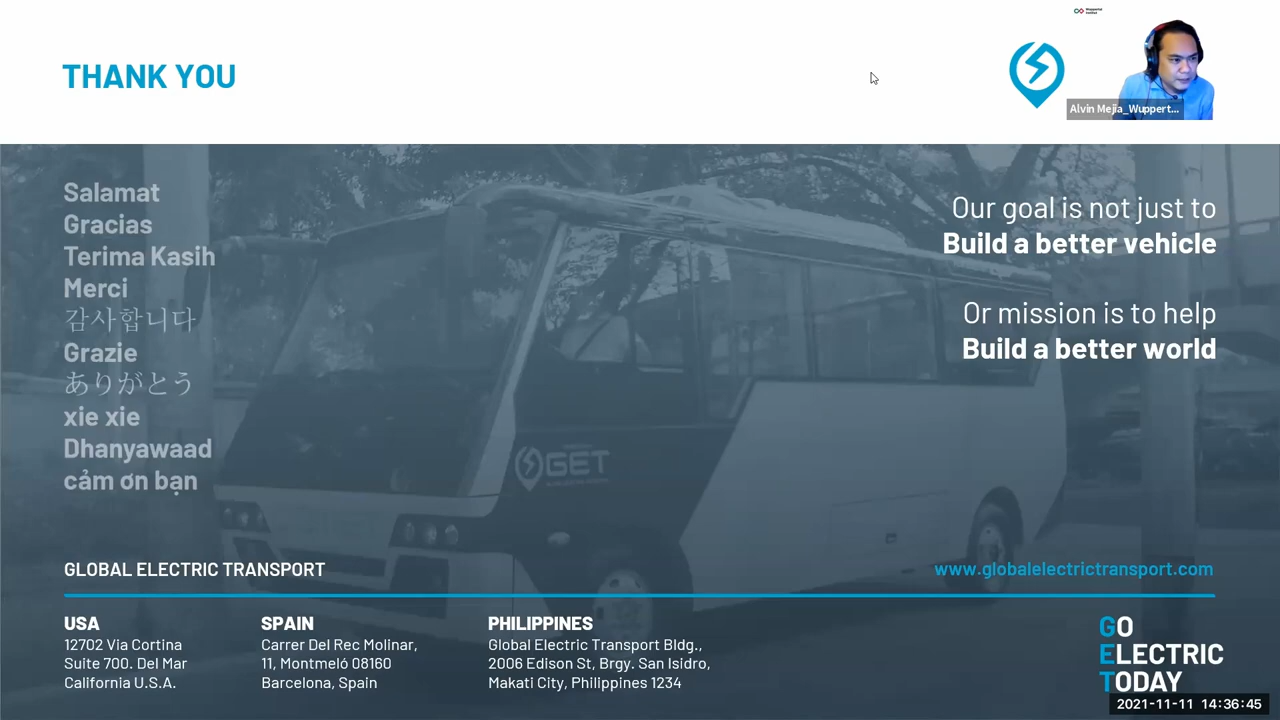 THANK YOU
Wuppertal
Institut
Alvin Mejia_Wuppert...
Salamat
Gracias
Terima Kasih
Merci
감사합니다
Grazie
ありがとう
xie xie
Dhanyawaad
cảm ơn bạn
Our goal is not just to
Build a better vehicle
Or mission is to help
Build a better world
GET
GLOBAL ELECTRIC TRANSPORT
www.globalelectrictransport.com
USA
12702 Via Cortina
Suite 700. Del Mar
California U.S.A.
SPAIN
Carrer Del Rec Molinar,
11, Montmeló 08160
Barcelona, Spain
PHILIPPINES
Global Electric Transport Bldg.,
2006 Edison St, Brgy. San Isidro,
Makati City, Philippines 1234
GO
ELECTRIC
TODAY
2021-11-11 14:36:45